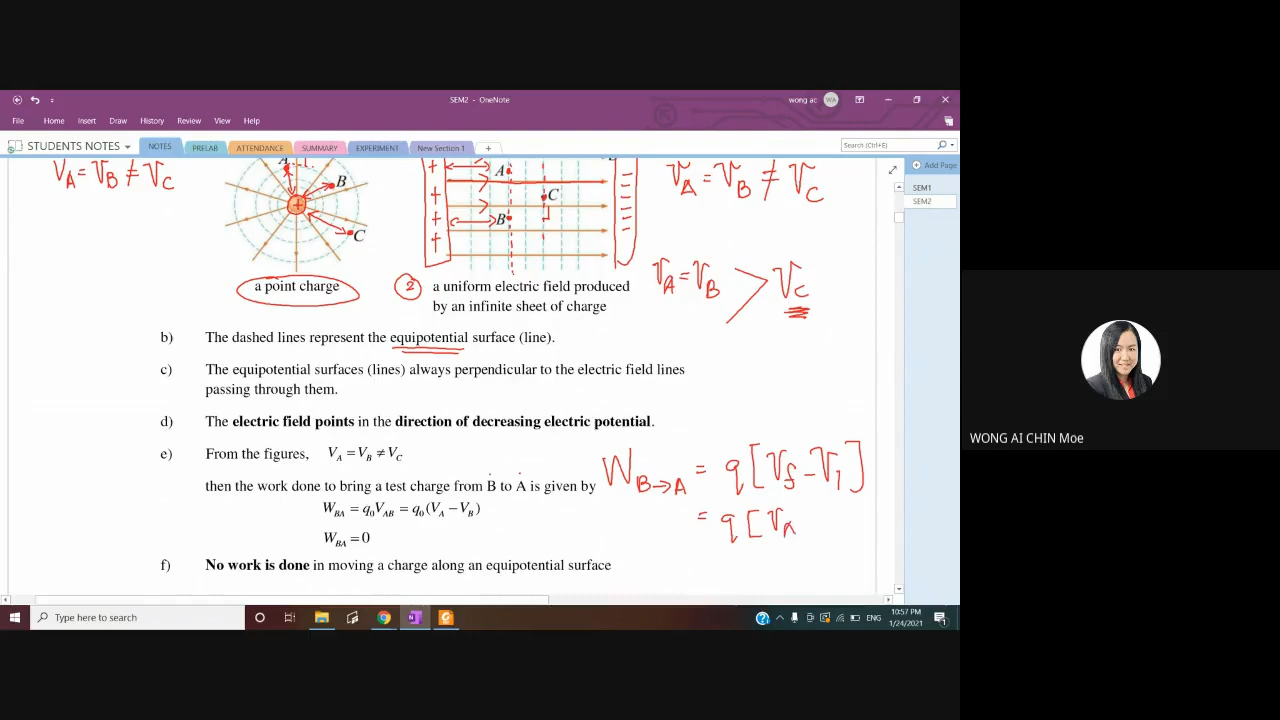 SEM2 - OneNote
wong ac
WA
File Home Insert Draw History Review View Help
STUDENTS NOTES
NOTES PRELAB ATTENDANCE SUMMARY EXPERIMENT New Section 1 +
Search (Ctrl+E)
Add Page
SEM1
SEM2
VA = VB ≠ VC
A
B
C
+
+
+
+
+
A
B
C
VA = VB ≠ VC
VA = VB > VC
a point charge
2 a uniform electric field produced
by an infinite sheet of charge
b) The dashed lines represent the equipotential surface (line).
c) The equipotential surfaces (lines) always perpendicular to the electric field lines
passing through them.
d) The electric field points in the direction of decreasing electric potential.
e) From the figures, VA = VB ≠ VC
then the work done to bring a test charge from B to A is given by
WBA = q0VAB = q0(VA − VB)
WBA = 0
WB→A = q[Vf − Vi]
= q[VA
f) No work is done in moving a charge along an equipotential surface
WONG AI CHIN Moe
Type here to search
ENG
10:57 PM
1/24/2021